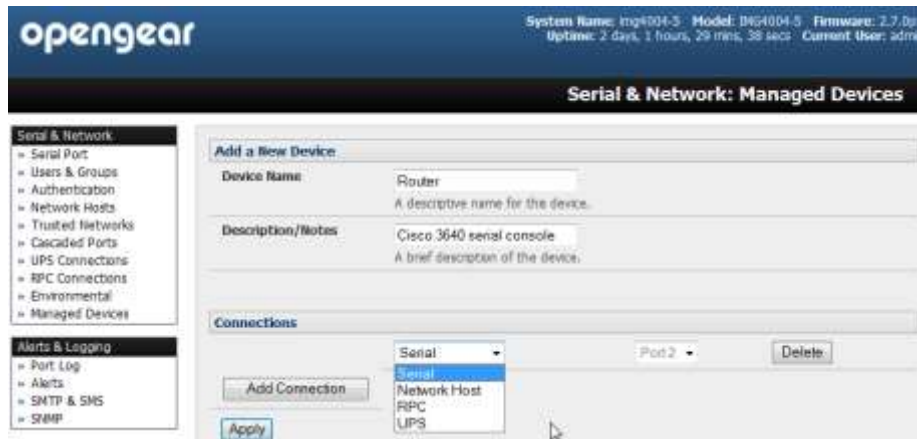 opengear
System Name: img4004-5 Model: IMG4004-5 Firmware: 2.7.0p
Uptime: 2 days, 1 hours, 29 mins, 38 secs Current User: adm
Serial & Network: Managed Devices
Serial & Network
» Serial Port
» Users & Groups
» Authentication
» Network Hosts
» Trusted Networks
» Cascaded Ports
» UPS Connections
» RPC Connections
» Environmental
» Managed Devices
Alerts & Logging
» Port Log
» Alerts
» SMTP & SMS
» SNMP
Add a New Device
Device Name
Router
A descriptive name for the device.
Description/Notes
Cisco 3640 serial console
A brief description of the device.
Connections
Serial
Port 2
Delete
Serial
Network Host
RPC
UPS
Add Connection
Apply